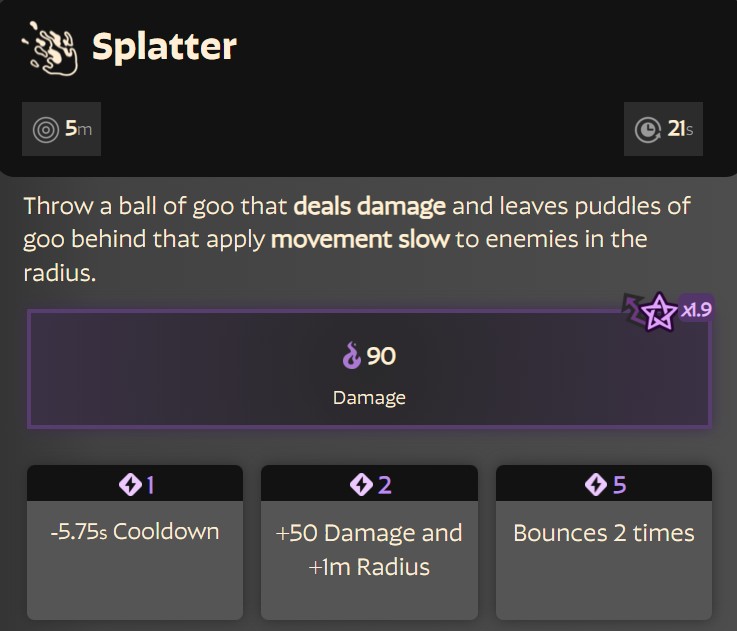 Splatter
5m
21s
Throw a ball of goo that deals damage and leaves puddles of
goo behind that apply movement slow to enemies in the
radius.
x1.9
90
Damage
1
2
5
-5.75s Cooldown
+50 Damage and
+1m Radius
Bounces 2 times